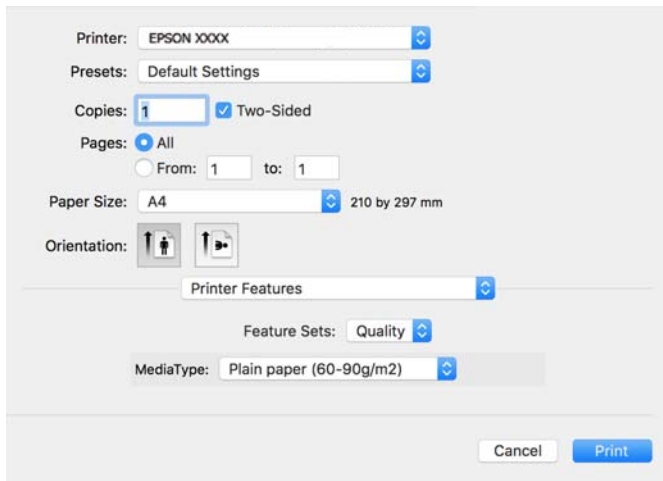 Printer: EPSON XXXX
Presets: Default Settings
Copies: 1 Two-Sided
Pages: All
From: 1 to: 1
Paper Size: A4 210 by 297 mm
Orientation:
Printer Features
Feature Sets: Quality
MediaType: Plain paper (60-90g/m2)
Cancel Print